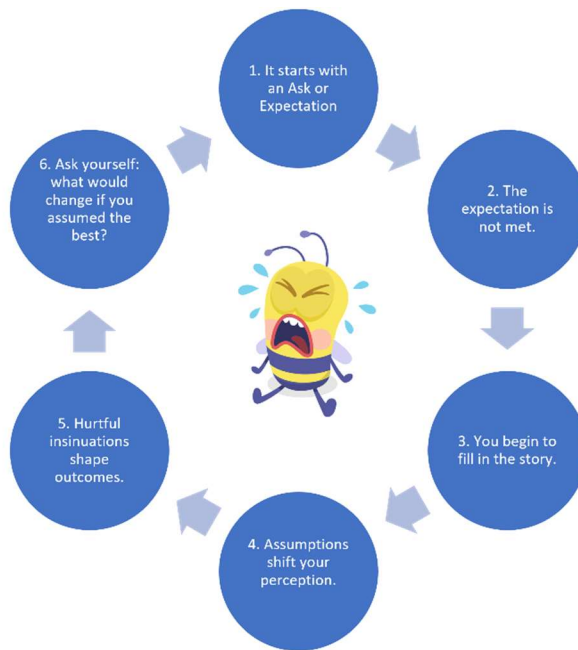 1. It starts with
an Ask or
Expectation
2. The
expectation is
not met.
3. You begin to
fill in the story.
4. Assumptions
shift your
perception.
5. Hurtful
insinuations
shape
outcomes.
6. Ask yourself:
what would
change if you
assumed the
best?